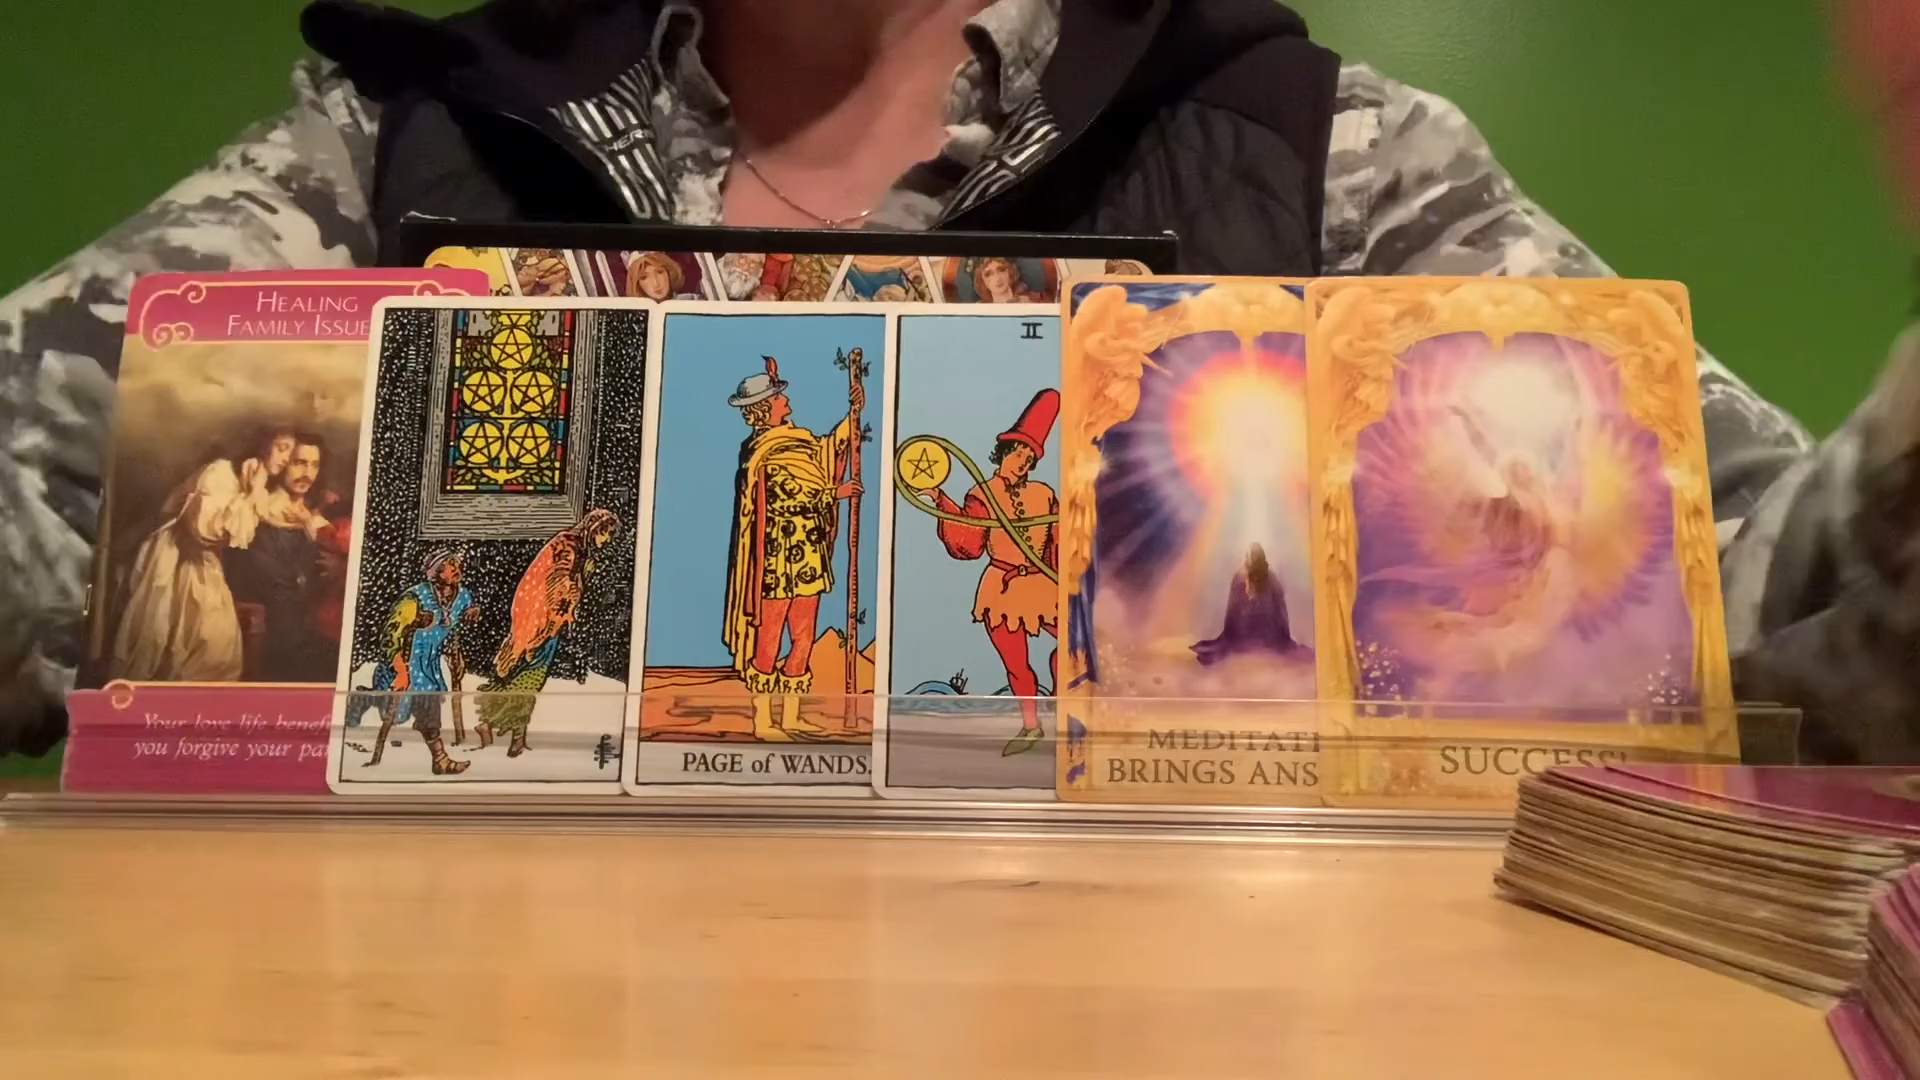 HEALING
FAMILY ISSUE
Your love life benef
you forgive your pa
PAGE of WANDS.
II
MEDITATI
BRINGS ANS
SUCCESS!